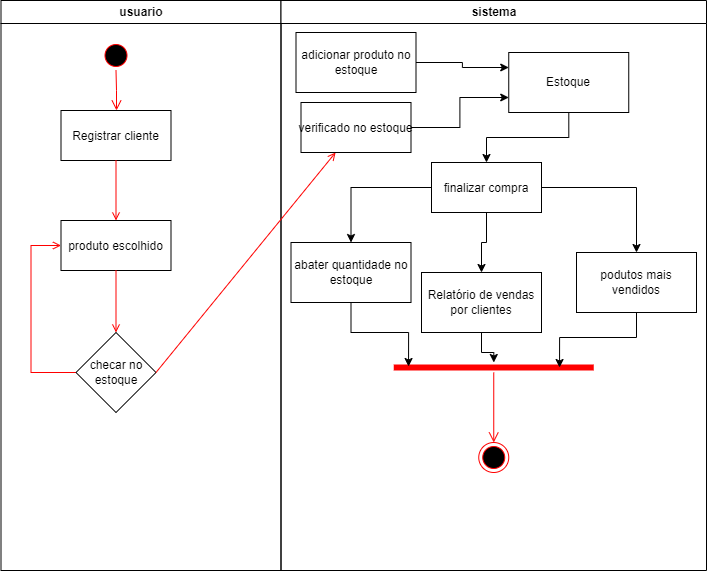 usuario
sistema
Registrar cliente
produto escolhido
checar no
estoque
adicionar produto no
estoque
Estoque
verificado no estoque
finalizar compra
abater quantidade no
estoque
Relatório de vendas
por clientes
podutos mais
vendidos